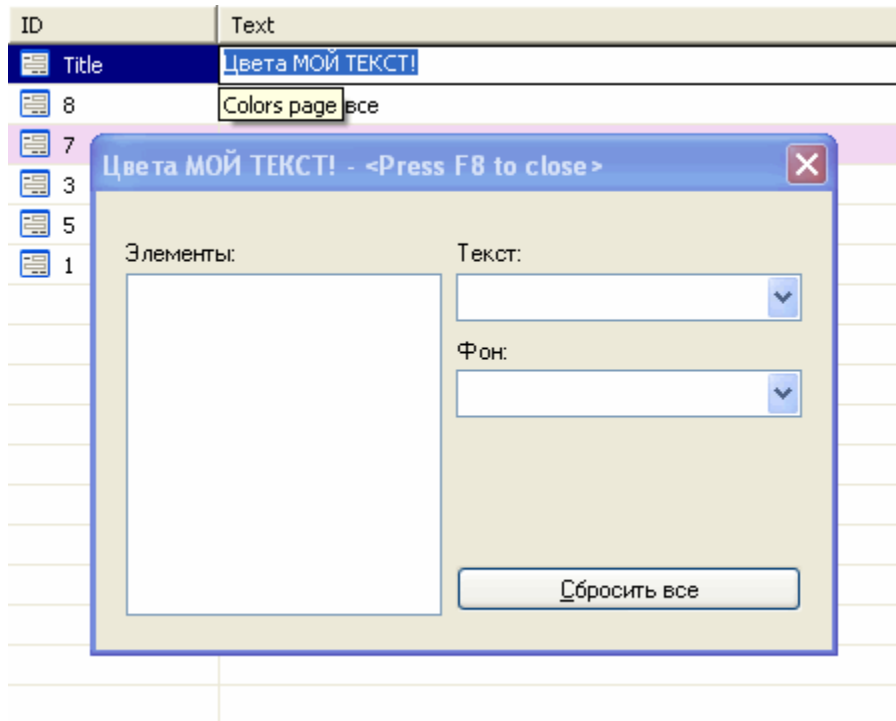 ID Text
Title Цвета МОЙ ТЕКСТ!
8 Colors page все
7
Цвета МОЙ ТЕКСТ! - <Press F8 to close>
3
5
Элементы: Текст:
1
Фон:
Сбросить все